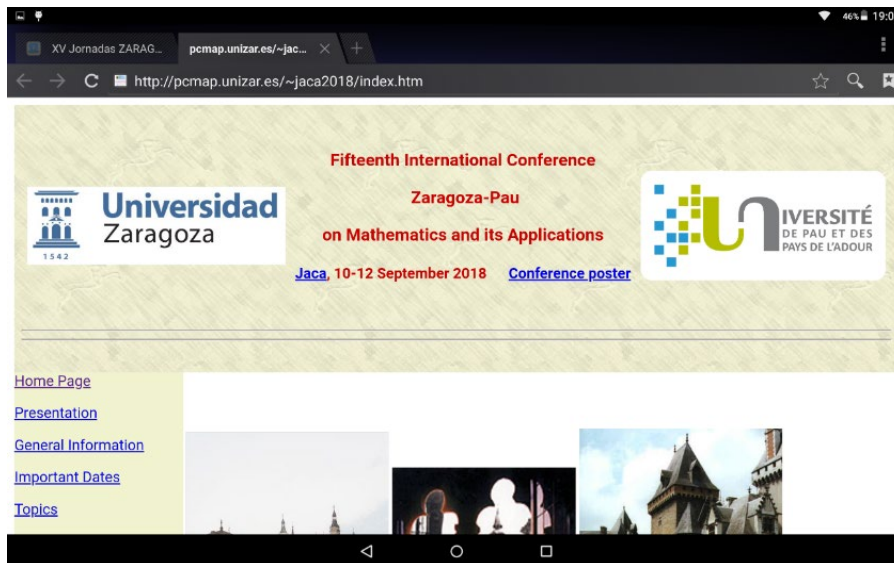 46% 19:0
XV Jornadas ZARAG...
pcmap.unizar.es/~jac...
http://pcmap.unizar.es/~jaca2018/index.htm
Fifteenth International Conference
Zaragoza-Pau
on Mathematics and its Applications
Jaca, 10-12 September 2018 Conference poster
Universidad
Zaragoza
1542
UNIVERSITÉ
DE PAU ET DES
PAYS DE L'ADOUR
Home Page
Presentation
General Information
Important Dates
Topics